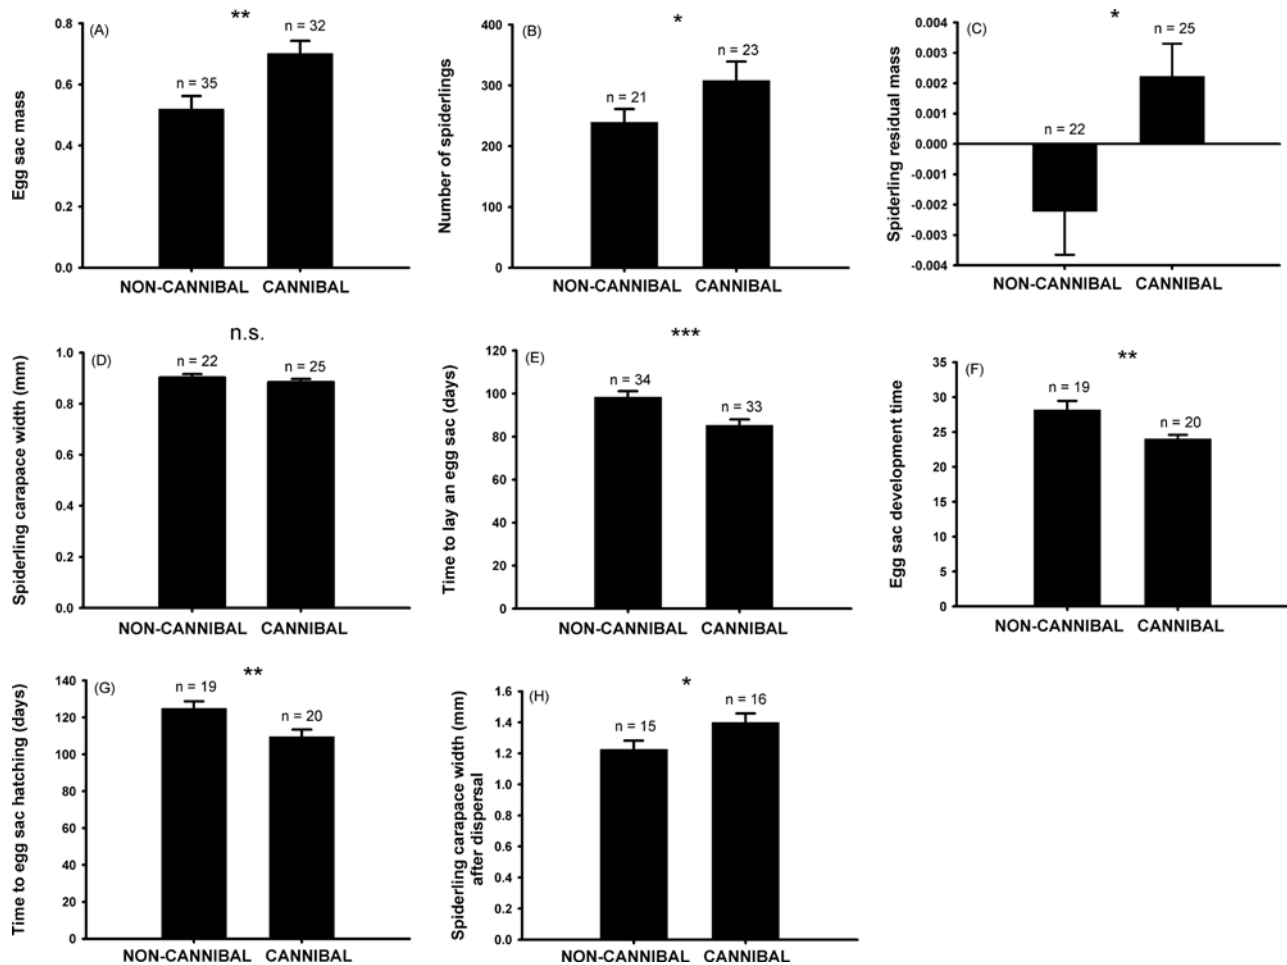 (A)
**
Egg sac mass
0.8
0.6
0.4
0.2
0.0
n = 35
n = 32
NON-CANNIBAL CANNIBAL
(B)
*
Number of spiderlings
400
300
200
100
0
n = 21
n = 23
NON-CANNIBAL CANNIBAL
(C)
*
Spiderling residual mass
0.004
0.003
0.002
0.001
0.000
-0.001
-0.002
-0.003
-0.004
n = 22
n = 25
NON-CANNIBAL CANNIBAL
(D)
n.s.
Spiderling carapace width (mm)
1.0
0.8
0.6
0.4
0.2
0.0
n = 22
n = 25
NON-CANNIBAL CANNIBAL
(E)
***
Time to lay an egg sac (days)
120
100
80
60
40
20
0
n = 34
n = 33
NON-CANNIBAL CANNIBAL
(F)
**
Egg sac development time
35
30
25
20
15
10
5
0
n = 19
n = 20
NON-CANNIBAL CANNIBAL
(G)
**
Time to egg sac hatching (days)
140
120
100
80
60
40
20
0
n = 19
n = 20
NON-CANNIBAL CANNIBAL
(H)
*
Spiderling carapace width (mm)
after dispersal
1.6
1.4
1.2
1.0
0.8
0.6
0.4
0.2
0.0
n = 15
n = 16
NON-CANNIBAL CANNIBAL